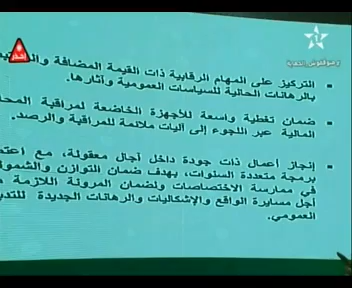 إخبار
• التركيز على المهام الرقابية ذات القيمة المضافة
بالرهانات الحالية للسياسات العمومية وآثارها.
• ضمان تغطية واسعة للأجهزة الخاضعة لمراقبة
المالية عبر اللجوء إلى آليات ملائمة للمراقبة والرصد.
• إنجاز أعمال ذات جودة داخل آجال معقولة، مع
برمجة متعددة السنوات، بهدف ضمان التوازن
في ممارسة الاختصاصات ولضمان المرونة اللازمة
أجل مسايرة الواقع والإشكاليات والرهانات الجديدة
العمومي.